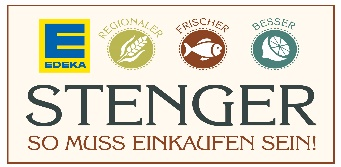 E
EDEKA
REGIONALER
FRISCHER
BESSER
STENGER
SO MUSS EINKAUFEN SEIN!